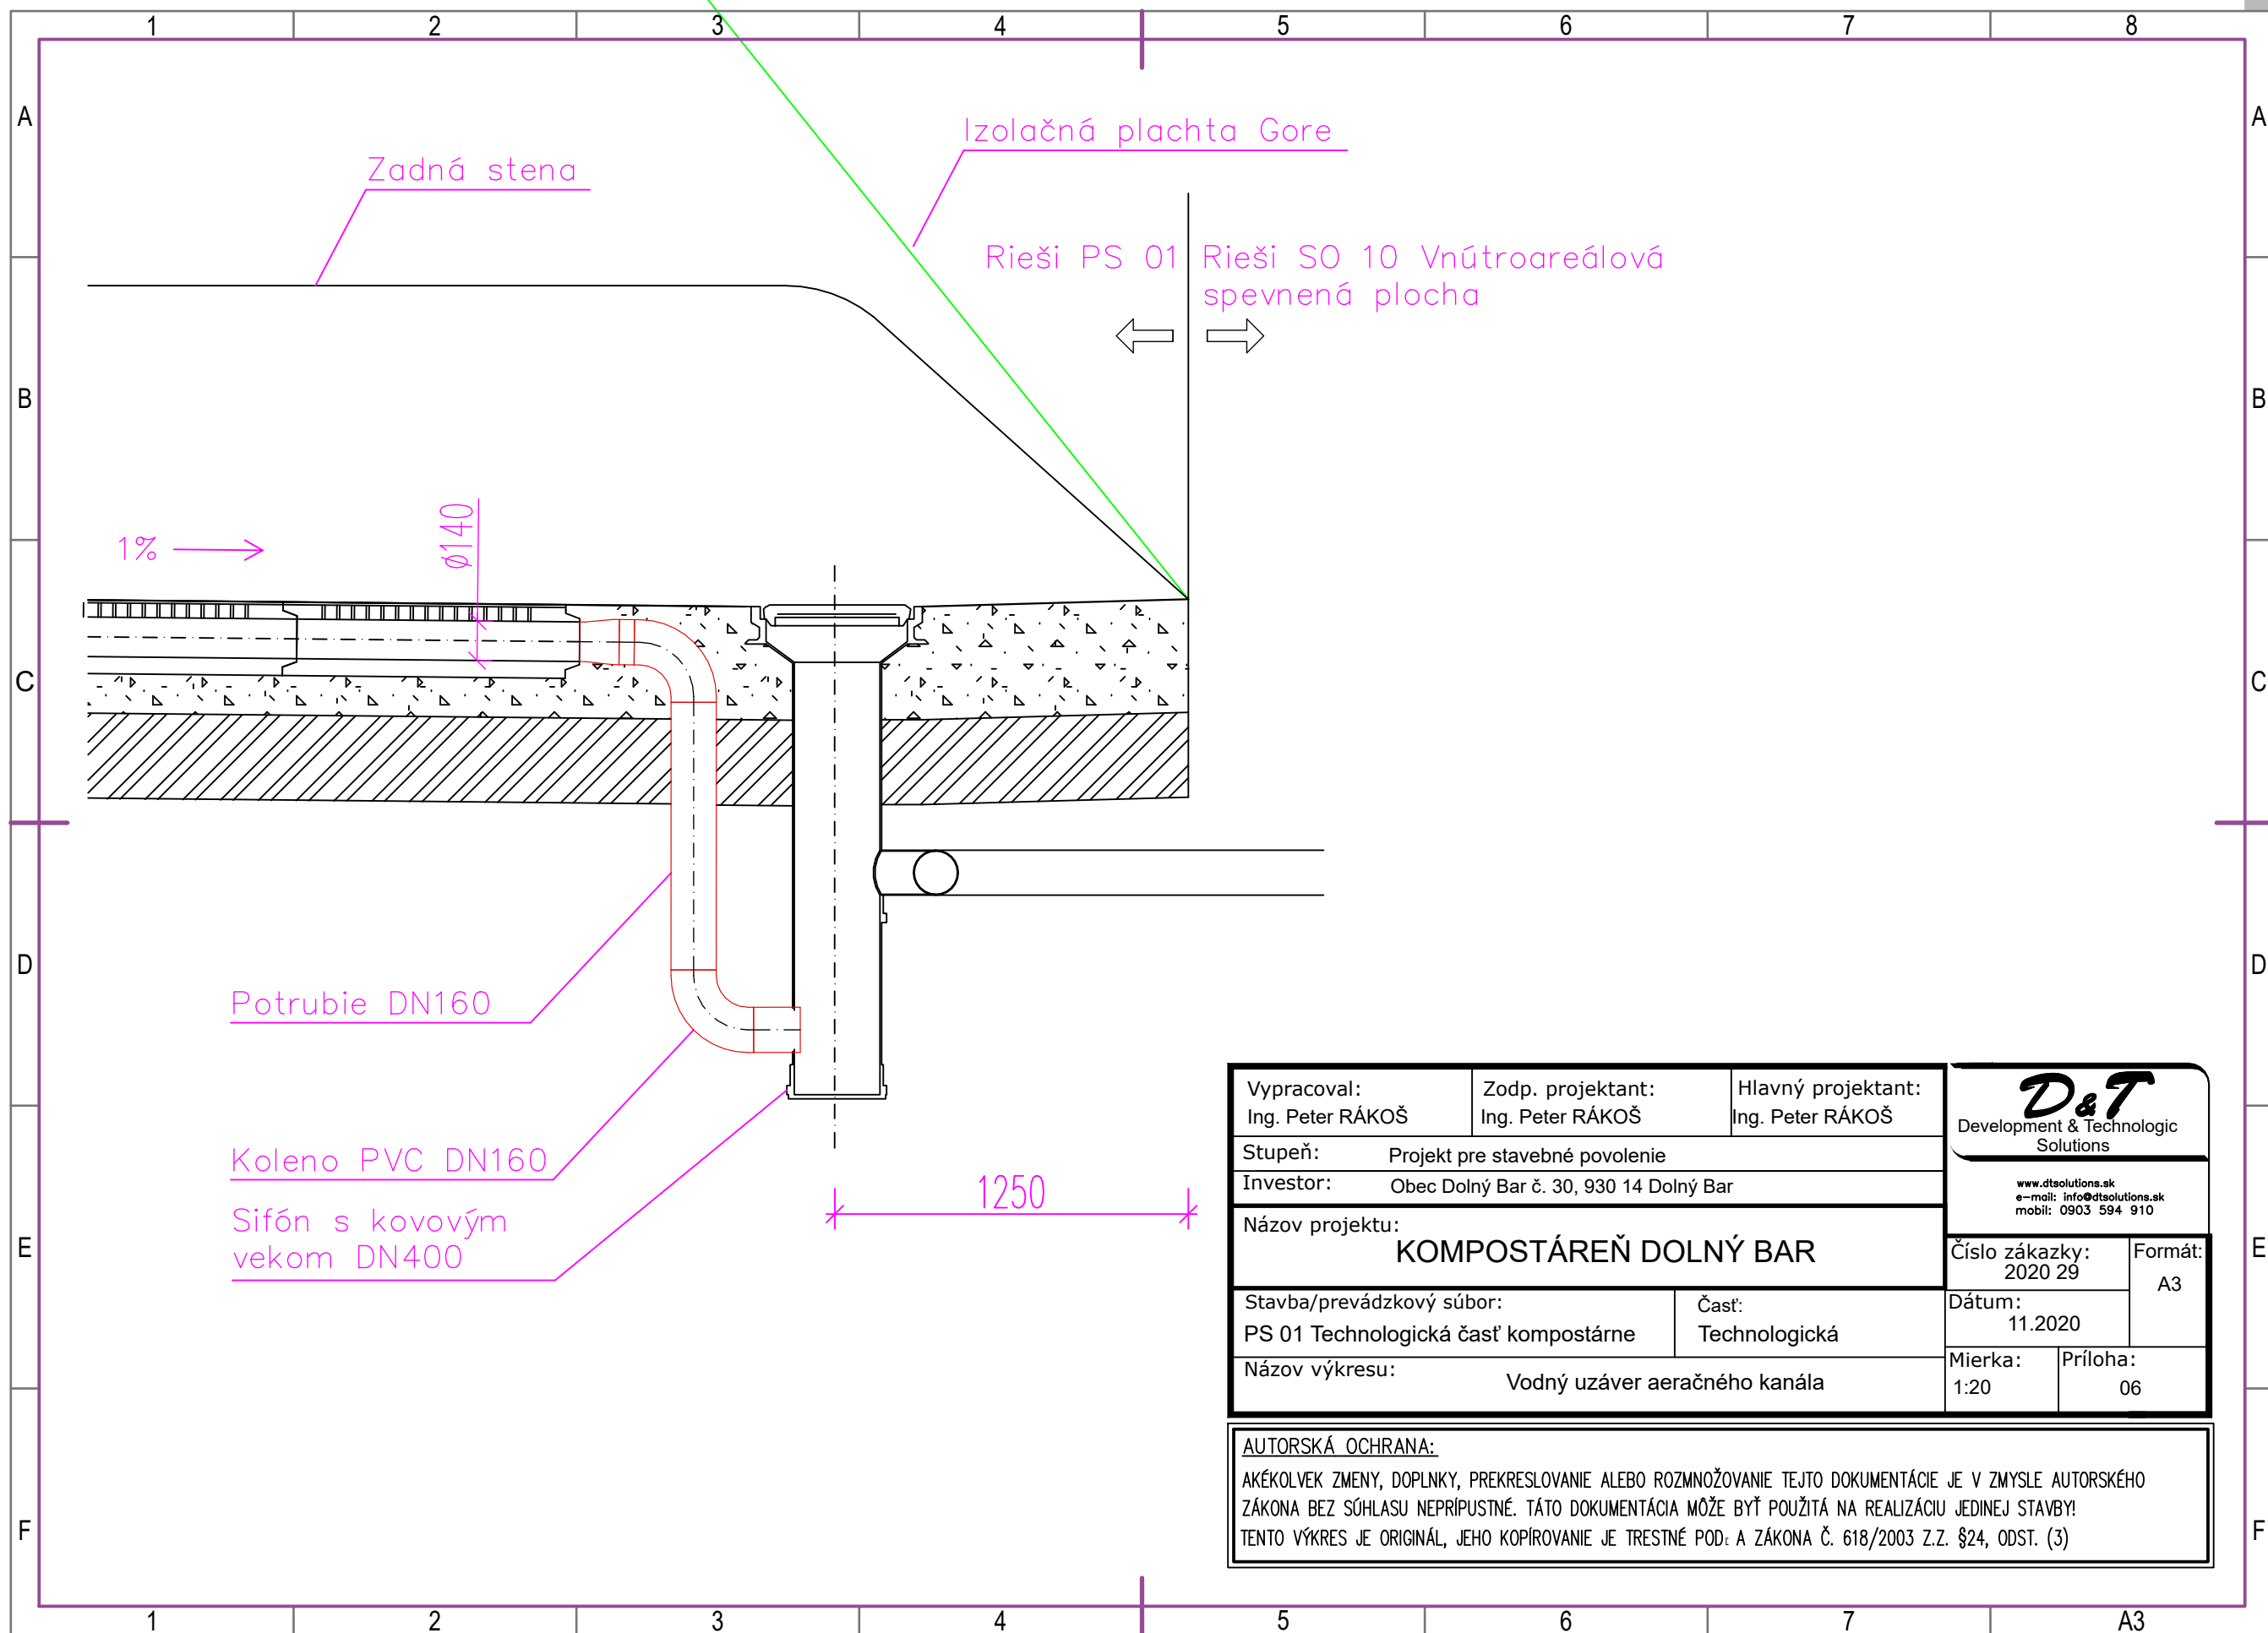 1 2 3 4 5 6 7 8
A A
Izolačná plachta Gore
Zadná stena
Rieši PS 01 Rieši SO 10 Vnútroareálová
spevnená plocha
B B
1%
ø140
C C
D D
Potrubie DN160
Koleno PVC DN160
Sifón s kovovým
vekom DN400
1250
E E
Vypracoval: Zodp. projektant: Hlavný projektant:
Ing. Peter RÁKOŠ Ing. Peter RÁKOŠ Ing. Peter RÁKOŠ
D&T
Development & Technologic
Solutions
Stupeň: Projekt pre stavebné povolenie
Investor: Obec Dolný Bar č. 30, 930 14 Dolný Bar
www.dtsolutions.sk
e-mail: info@dtsolutions.sk
mobil: 0903 594 910
Názov projektu:
KOMPOSTÁREŇ DOLNÝ BAR
Číslo zákazky: Formát:
2020 29 A3
Stavba/prevádzkový súbor: Časť:
PS 01 Technologická časť kompostárne Technologická
Dátum:
11.2020
Názov výkresu: Vodný uzáver aeračného kanála
Mierka: Príloha:
1:20 06
AUTORSKÁ OCHRANA:
AKÉKOLVEK ZMENY, DOPLNKY, PREKRESLOVANIE ALEBO ROZMNOŽOVANIE TEJTO DOKUMENTÁCIE JE V ZMYSLE AUTORSKÉHO
ZÁKONA BEZ SÚHLASU NEPRÍPUSTNÉ. TÁTO DOKUMENTÁCIA MÔŽE BYŤ POUŽITÁ NA REALIZÁCIU JEDINEJ STAVBY!
TENTO VÝKRES JE ORIGINÁL, JEHO KOPÍROVANIE JE TRESTNÉ POD A ZÁKONA Č. 618/2003 Z.Z. §24, ODST. (3)
F F
1 2 3 4 5 6 7 A3